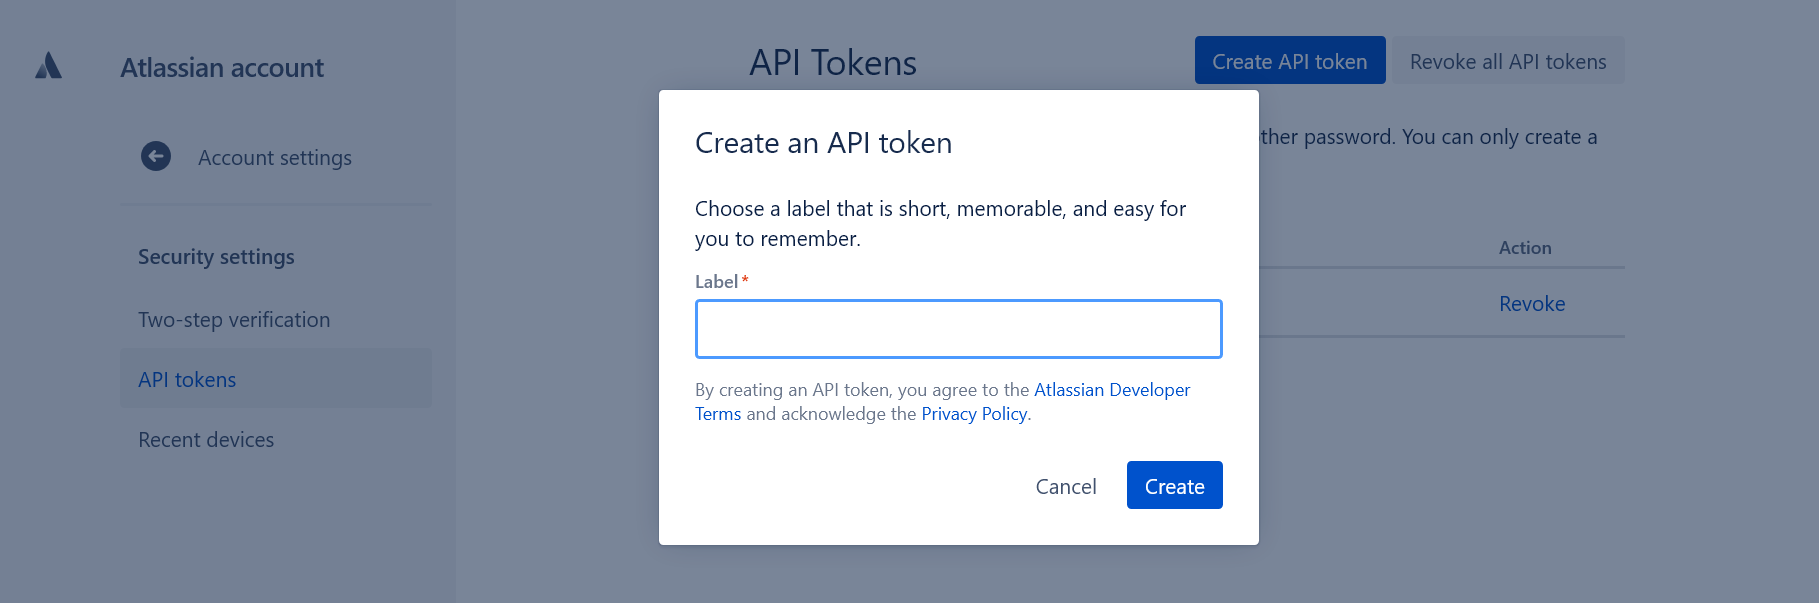 Atlassian account
Account settings
Security settings
Two-step verification
API tokens
Recent devices
API Tokens
Create API token
Revoke all API tokens
password. You can only create a
Action
Revoke
Create an API token
Choose a label that is short, memorable, and easy for
you to remember.
Label *
By creating an API token, you agree to the Atlassian Developer
Terms and acknowledge the Privacy Policy.
Cancel
Create